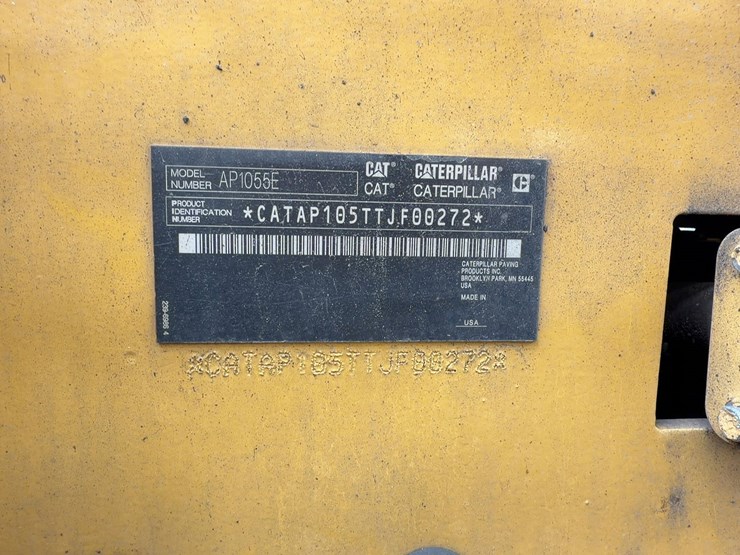 MODEL NUMBER AP1055E
CAT CATERPILLAR
CAT® CATERPILLAR® C
PRODUCT IDENTIFICATION NUMBER *CATAP105TTJF00272*
CATERPILLAR PAVING
PRODUCTS INC.
BROOKLYN PARK, MN 55445
USA
MADE IN
USA
*CATAP105TTJF00272*